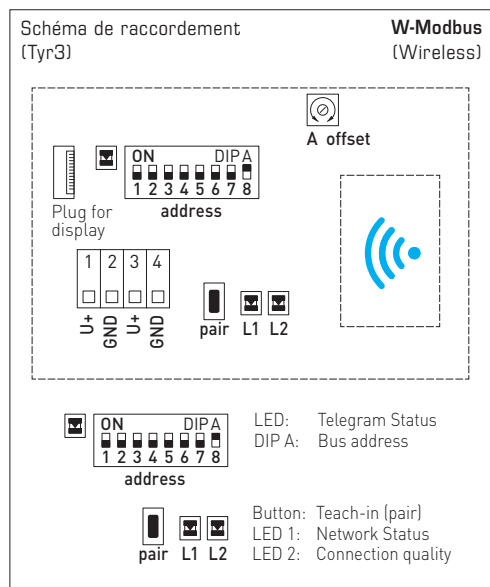 Schéma de raccordement W-Modbus
(Tyr3) (Wireless)
A offset
ON DIP A
1 2 3 4 5 6 7 8
address
Plug for
display
1 2 3 4
U+ GND U+ GND
pair L1 L2
ON DIP A
1 2 3 4 5 6 7 8
address
LED: Telegram Status
DIP A: Bus address
pair L1 L2
Button: Teach-in (pair)
LED 1: Network Status
LED 2: Connection quality